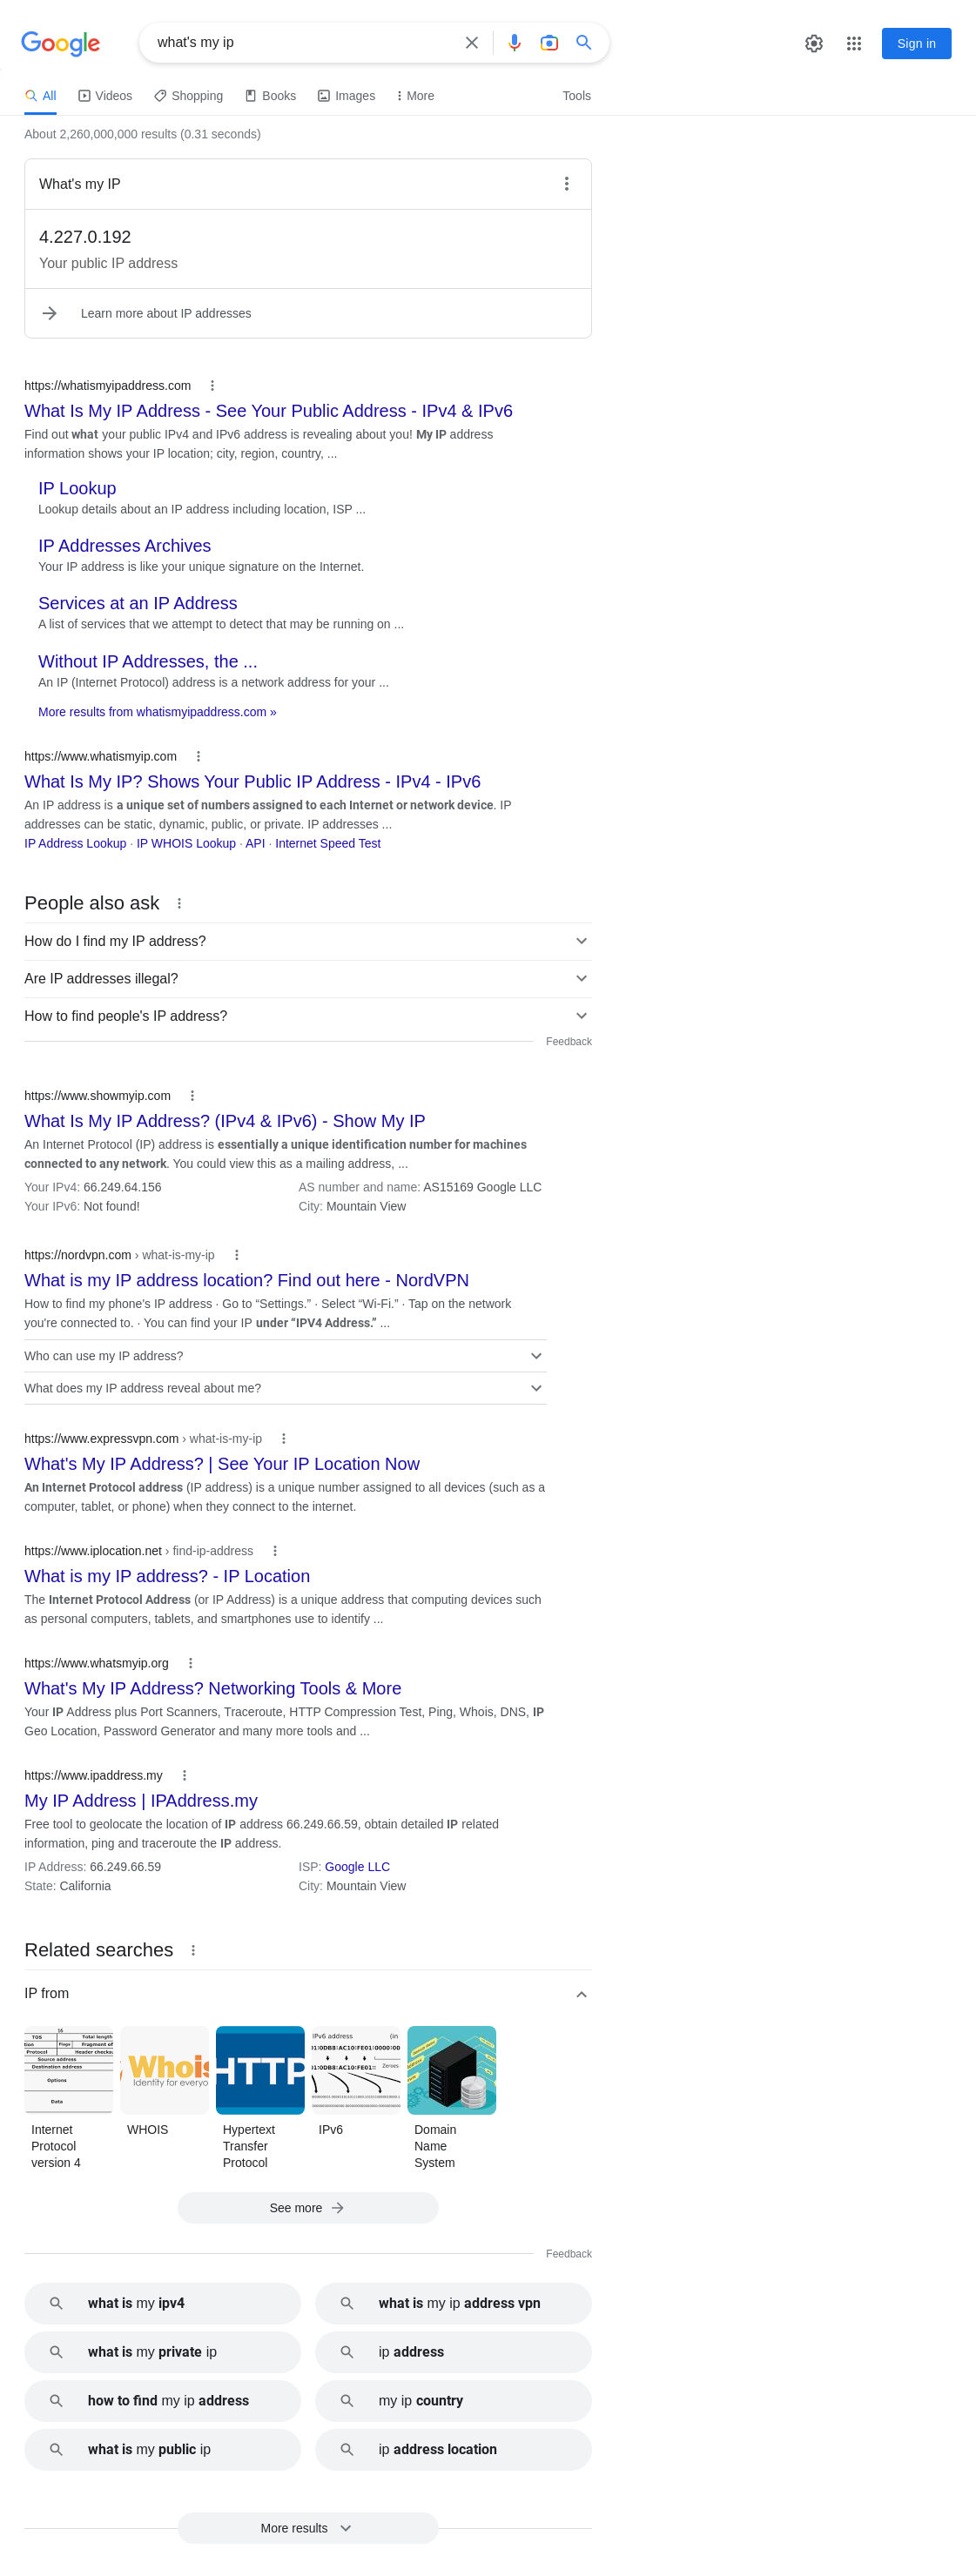 Google
what's my ip
Sign in
All
Videos
Shopping
Books
Images
More
Tools
About 2,260,000,000 results (0.31 seconds)
What's my IP
4.227.0.192
Your public IP address
Learn more about IP addresses
https://whatismyipaddress.com
What Is My IP Address - See Your Public Address - IPv4 & IPv6
Find out what your public IPv4 and IPv6 address is revealing about you! My IP address
information shows your IP location; city, region, country, ...
IP Lookup
Lookup details about an IP address including location, ISP ...
IP Addresses Archives
Your IP address is like your unique signature on the Internet.
Services at an IP Address
A list of services that we attempt to detect that may be running on ...
Without IP Addresses, the ...
An IP (Internet Protocol) address is a network address for your ...
More results from whatismyipaddress.com »
https://www.whatismyip.com
What Is My IP? Shows Your Public IP Address - IPv4 - IPv6
An IP address is a unique set of numbers assigned to each Internet or network device. IP
addresses can be static, dynamic, public, or private. IP addresses ...
IP Address Lookup · IP WHOIS Lookup · API · Internet Speed Test
People also ask
How do I find my IP address?
Are IP addresses illegal?
How to find people's IP address?
Feedback
https://www.showmyip.com
What Is My IP Address? (IPv4 & IPv6) - Show My IP
An Internet Protocol (IP) address is essentially a unique identification number for machines
connected to any network. You could view this as a mailing address, ...
Your IPv4: 66.249.64.156
AS number and name: AS15169 Google LLC
Your IPv6: Not found!
City: Mountain View
https://nordvpn.com › what-is-my-ip
What is my IP address location? Find out here - NordVPN
How to find my phone's IP address · Go to “Settings.” · Select “Wi-Fi.” · Tap on the network
you're connected to. · You can find your IP under “IPV4 Address.” ...
Who can use my IP address?
What does my IP address reveal about me?
https://www.expressvpn.com › what-is-my-ip
What's My IP Address? | See Your IP Location Now
An Internet Protocol address (IP address) is a unique number assigned to all devices (such as a
computer, tablet, or phone) when they connect to the internet.
https://www.iplocation.net › find-ip-address
What is my IP address? - IP Location
The Internet Protocol Address (or IP Address) is a unique address that computing devices such
as personal computers, tablets, and smartphones use to identify ...
https://www.whatsmyip.org
What's My IP Address? Networking Tools & More
Your IP Address plus Port Scanners, Traceroute, HTTP Compression Test, Ping, Whois, DNS, IP
Geo Location, Password Generator and many more tools and ...
https://www.ipaddress.my
My IP Address | IPAddress.my
Free tool to geolocate the location of IP address 66.249.66.59, obtain detailed IP related
information, ping and traceroute the IP address.
IP Address: 66.249.66.59
ISP: Google LLC
State: California
City: Mountain View
Related searches
IP from
16
TOS Total length
Flags Fragment of
Protocol Header checksu
Source address
Destination address
Options
Data
Whois
Identity for everyo
HTTP
IPv6 address (in
Zeroes
Internet
Protocol
version 4
WHOIS
Hypertext
Transfer
Protocol
IPv6
Domain
Name
System
See more
Feedback
what is my ipv4
what is my ip address vpn
what is my private ip
ip address
how to find my ip address
my ip country
what is my public ip
ip address location
More results